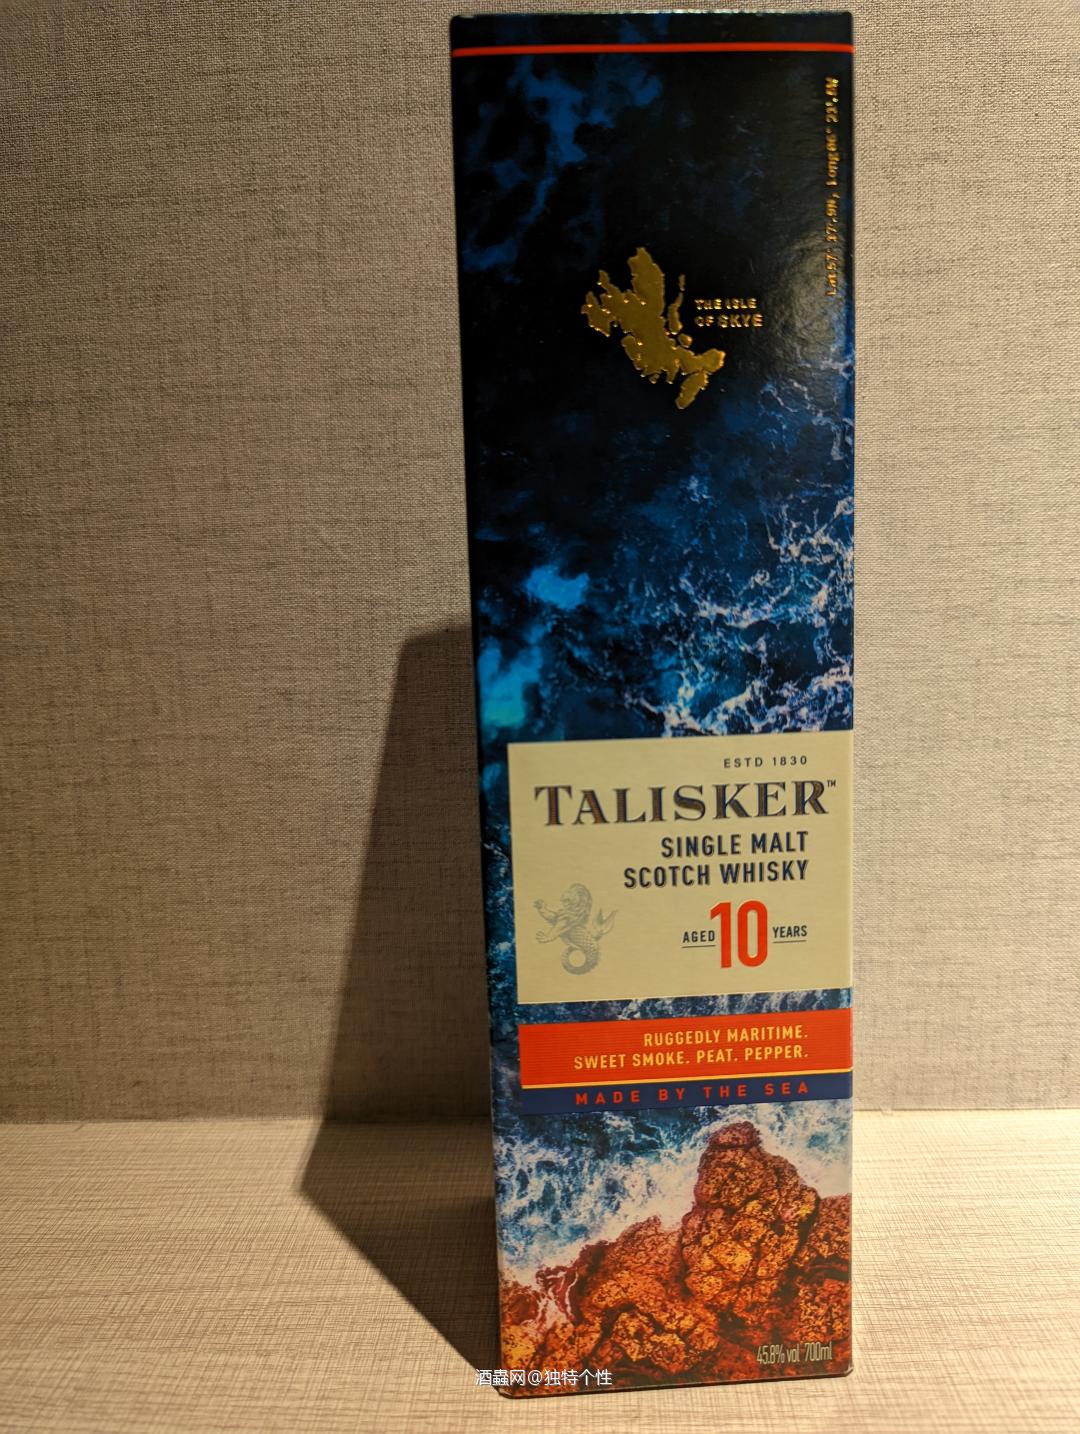 THE ISLE
OF SKYE
ESTD 1830
TALISKER™
SINGLE MALT
SCOTCH WHISKY
AGED 10 YEARS
RUGGEDLY MARITIME.
SWEET SMOKE. PEAT. PEPPER.
MADE BY THE SEA
45.8% vol 700ml
酒蟲网@独特个性